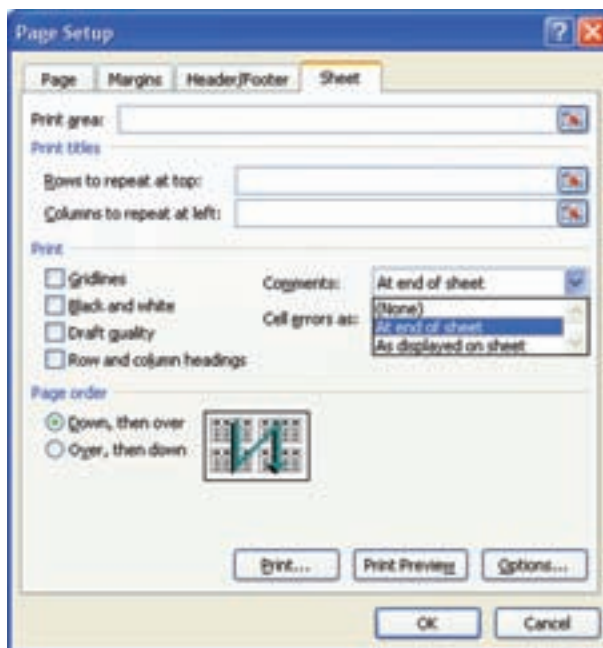 Page Setup
Page Margins Header/Footer Sheet
Print area:
Print titles
Rows to repeat at top:
Columns to repeat at left:
Print
Gridlines
Comments: At end of sheet
(None)
Black and white
Cell errors as: At end of sheet
Draft quality
As displayed on sheet
Row and column headings
Page order
Down, then over
Over, then down
Print... Print Preview Options...
OK Cancel